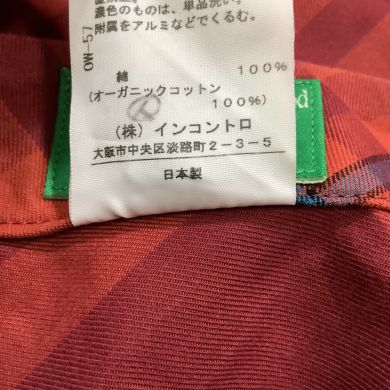 濃色のものは、単品洗い。
附属をアルミなどでくるむ。
OW-57
綿 100%
(オーガニックコットン
100%)
(株) インコントロ
大阪市中央区淡路町2-3-5
日本製
d